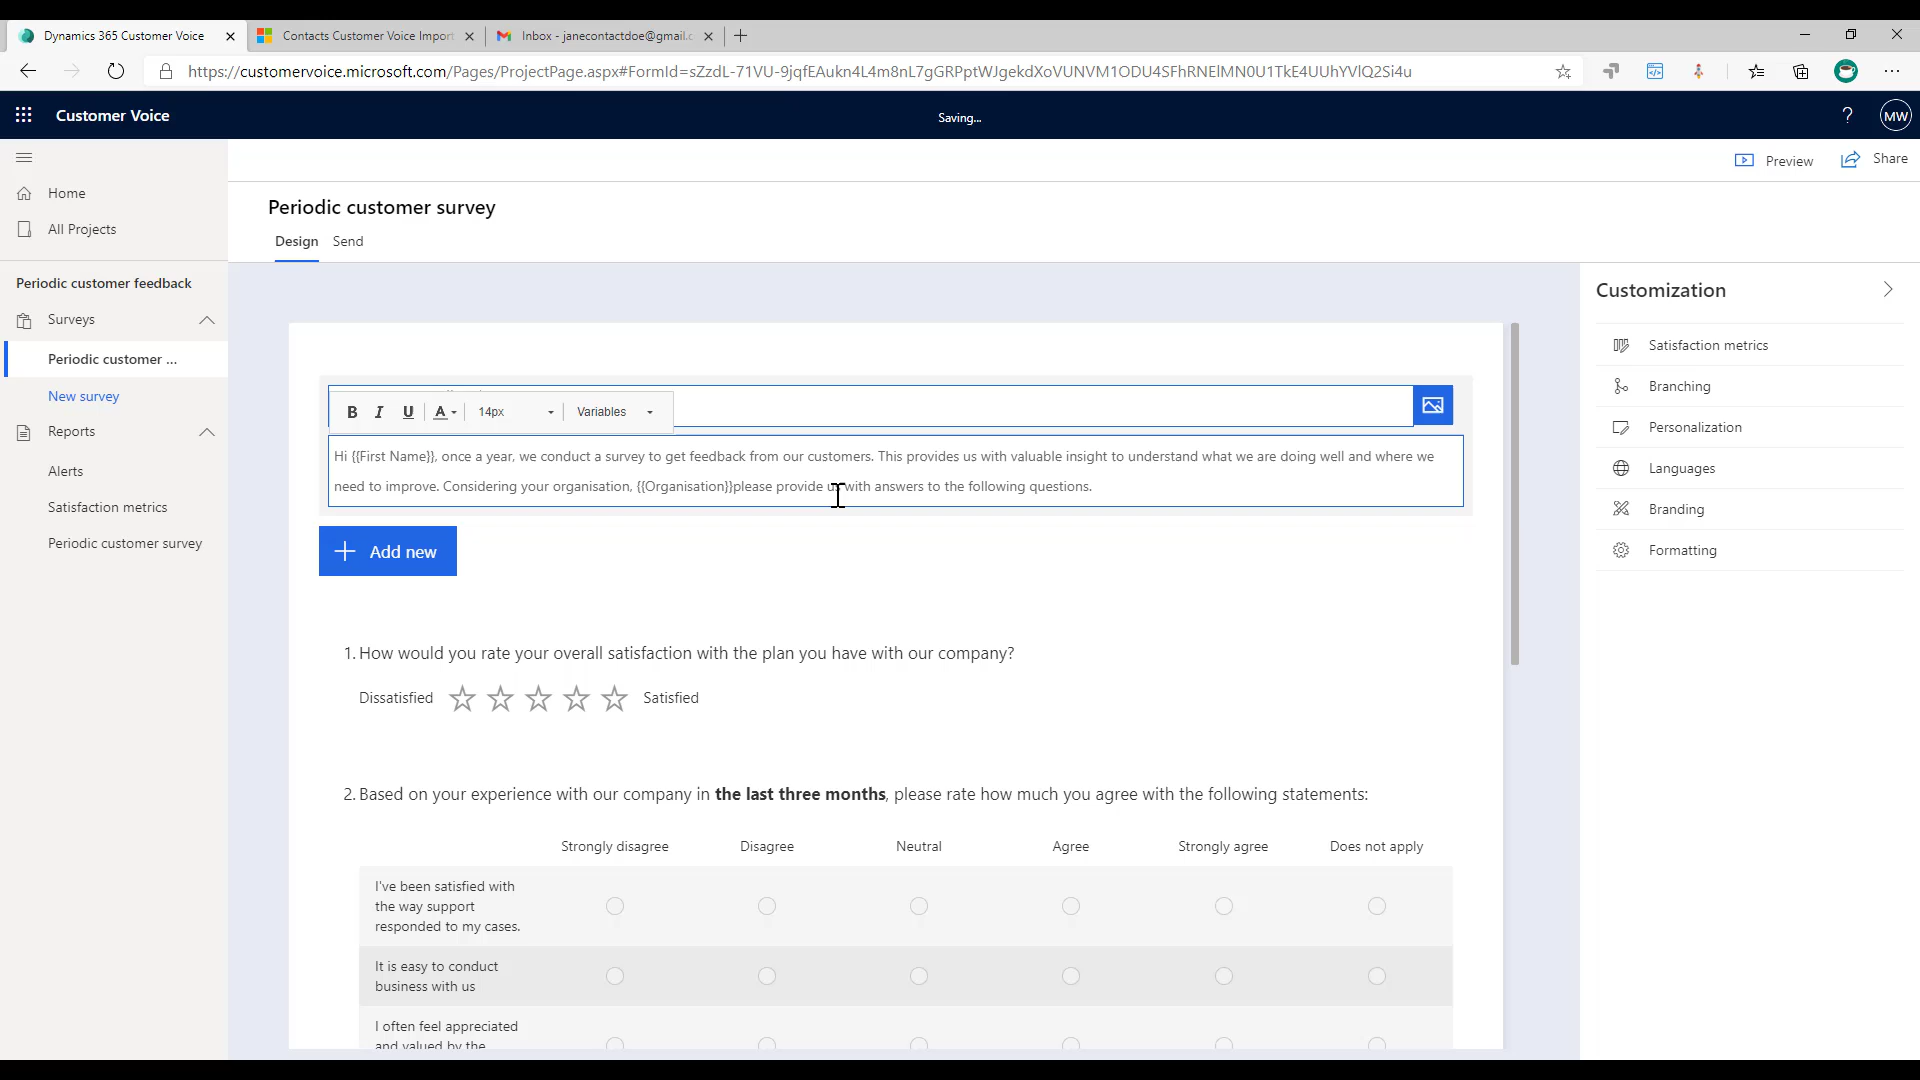 Dynamics 365 Customer Voice
Contacts Customer Voice Import
Inbox - janecontactdoe@gmail.c
https://customervoice.microsoft.com/Pages/ProjectPage.aspx#FormId=sZzdL-71VU-9jqfEAukn4L4m8nL7gGRPptWJgekdXoVUNVM1ODU4SFhRNElMN0U1TkE4UUhYVlQ2Si4u
Customer Voice
Saving...
?
MW
Preview
Share
Home
All Projects
Periodic customer feedback
Surveys
Periodic customer ...
New survey
Reports
Alerts
Satisfaction metrics
Periodic customer survey
Periodic customer survey
Design
Send
B I U A 14px Variables
Hi {{First Name}}, once a year, we conduct a survey to get feedback from our customers. This provides us with valuable insight to understand what we are doing well and where we
need to improve. Considering your organisation, {{Organisation}}please provide us with answers to the following questions.
Add new
1. How would you rate your overall satisfaction with the plan you have with our company?
Dissatisfied
Satisfied
2. Based on your experience with our company in the last three months, please rate how much you agree with the following statements:
Strongly disagree
Disagree
Neutral
Agree
Strongly agree
Does not apply
I've been satisfied with
the way support
responded to my cases.
It is easy to conduct
business with us
I often feel appreciated
and valued by the
Customization
Satisfaction metrics
Branching
Personalization
Languages
Branding
Formatting